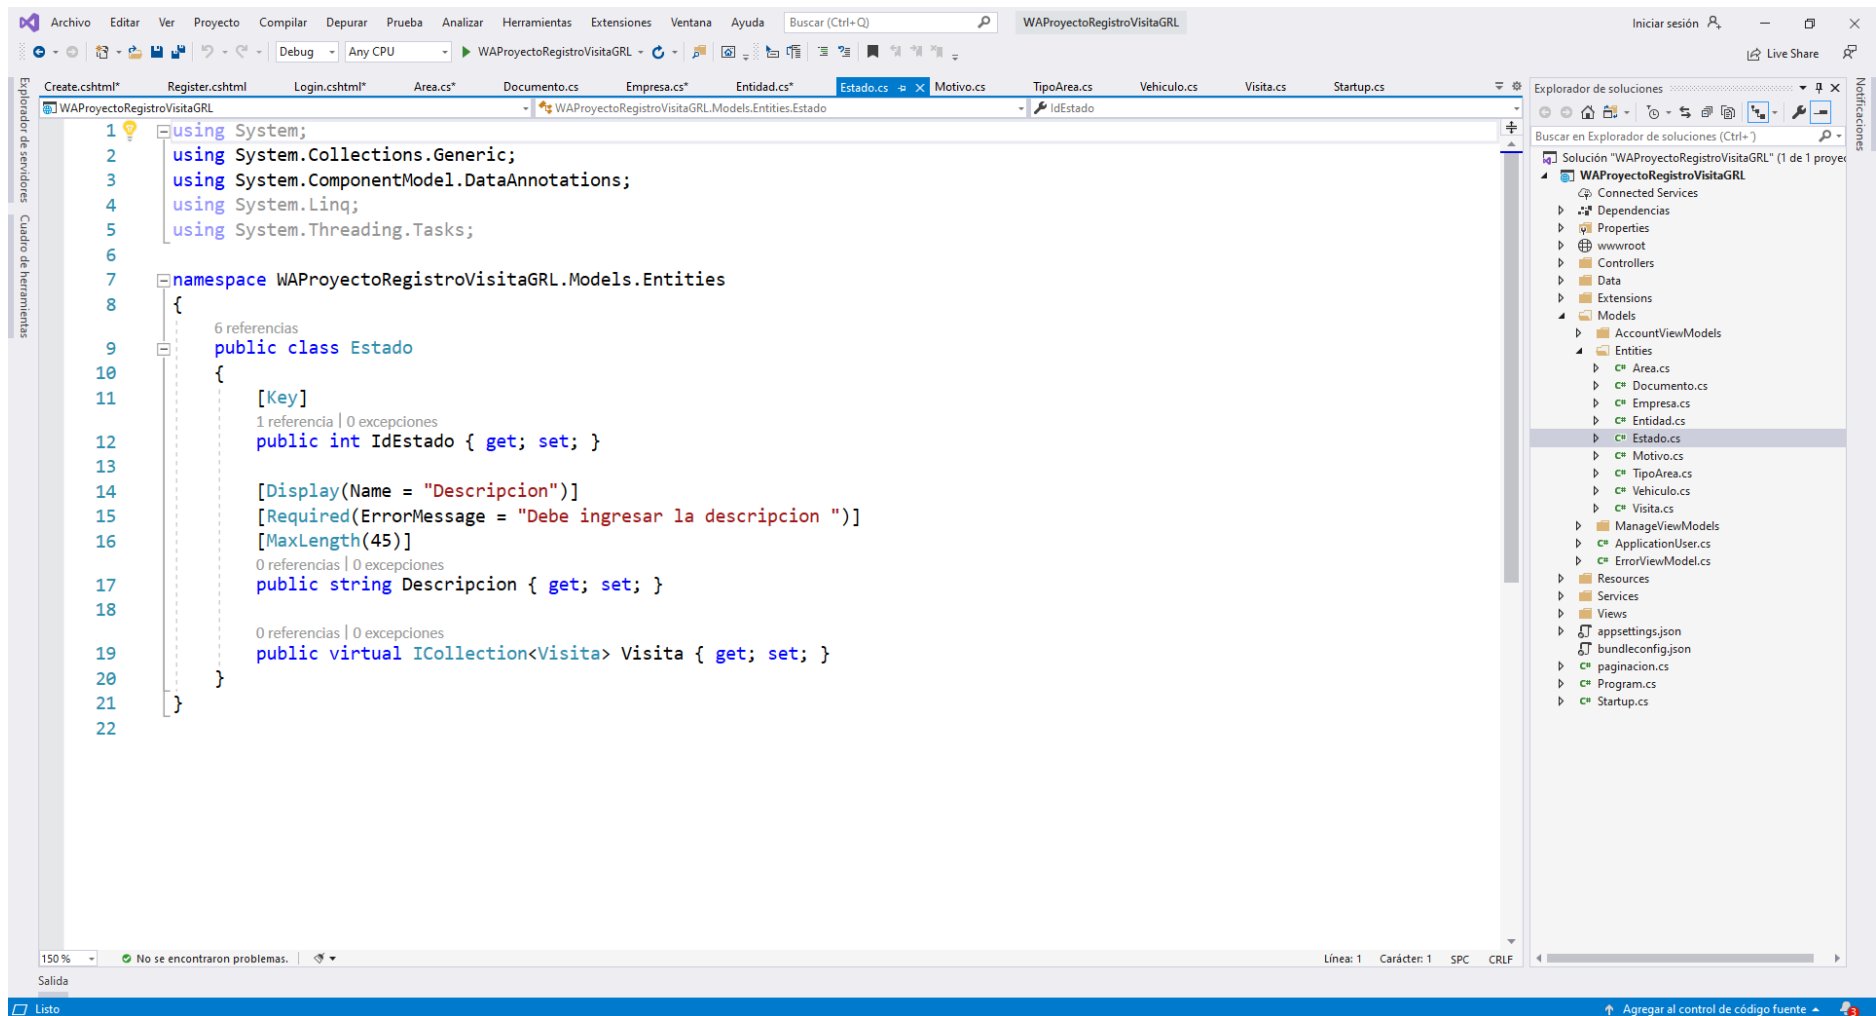 Archivo Editar Ver Proyecto Compilar Depurar Prueba Analizar Herramientas Extensiones Ventana Ayuda Buscar (Ctrl+Q) WAProyectoRegistroVisitaGRL Iniciar sesión
Debug Any CPU WAProyectoRegistroVisitaGRL Live Share
Explorador de servidores
Cuadro de herramientas
Create.cshtml* Register.cshtml Login.cshtml* Area.cs* Documento.cs Empresa.cs* Entidad.cs* Estado.cs Motivo.cs TipoArea.cs Vehiculo.cs Visita.cs Startup.cs
WAProyectoRegistroVisitaGRL WAProyectoRegistroVisitaGRL.Models.Entities.Estado IdEstado
1 using System;
2 using System.Collections.Generic;
3 using System.ComponentModel.DataAnnotations;
4 using System.Linq;
5 using System.Threading.Tasks;
6
7 namespace WAProyectoRegistroVisitaGRL.Models.Entities
8 {
6 referencias
9 public class Estado
10 {
11 [Key]
1 referencia | 0 excepciones
12 public int IdEstado { get; set; }
13
14 [Display(Name = "Descripcion")]
15 [Required(ErrorMessage = "Debe ingresar la descripcion ")]
16 [MaxLength(45)]
0 referencias | 0 excepciones
17 public string Descripcion { get; set; }
18
0 referencias | 0 excepciones
19 public virtual ICollection<Visita> Visita { get; set; }
20 }
21 }
22
150 % No se encontraron problemas. Línea: 1 Carácter: 1 SPC CRLF
Salida
Listo Agregar al control de código fuente 3
Explorador de soluciones
Buscar en Explorador de soluciones (Ctrl+´)
Solución "WAProyectoRegistroVisitaGRL" (1 de 1 proyec
WAProyectoRegistroVisitaGRL
Connected Services
Dependencias
Properties
wwwroot
Controllers
Data
Extensions
Models
AccountViewModels
Entities
C# Area.cs
C# Documento.cs
C# Empresa.cs
C# Entidad.cs
C# Estado.cs
C# Motivo.cs
C# TipoArea.cs
C# Vehiculo.cs
C# Visita.cs
ManageViewModels
C# ApplicationUser.cs
C# ErrorViewModel.cs
Resources
Services
Views
appsettings.json
bundleconfig.json
C# paginacion.cs
C# Program.cs
C# Startup.cs
Notificaciones